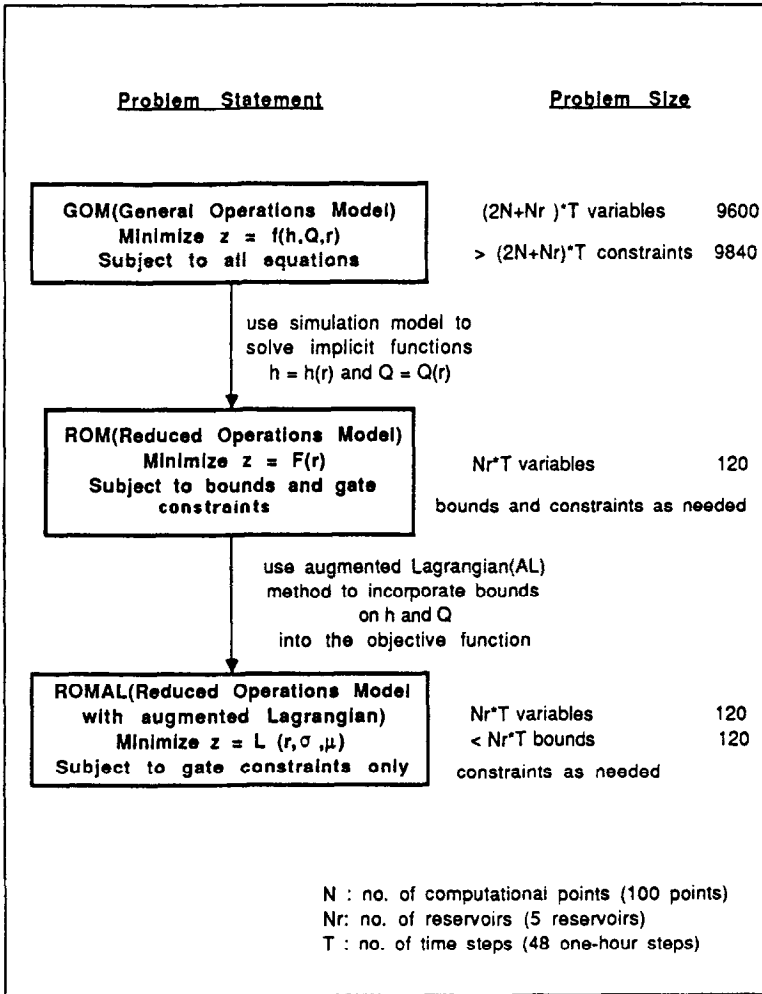 Problem Statement Problem Size
GOM(General Operations Model)
Minimize z = f(h,Q,r)
Subject to all equations
(2N+Nr )*T variables 9600
> (2N+Nr)*T constraints 9840
use simulation model to
solve implicit functions
h = h(r) and Q = Q(r)
ROM(Reduced Operations Model)
Minimize z = F(r)
Subject to bounds and gate
constraints
Nr*T variables 120
bounds and constraints as needed
use augmented Lagrangian(AL)
method to incorporate bounds
on h and Q
into the objective function
ROMAL(Reduced Operations Model
with augmented Lagrangian)
Minimize z = L (r,σ,μ)
Subject to gate constraints only
Nr*T variables 120
< Nr*T bounds 120
constraints as needed
N : no. of computational points (100 points)
Nr: no. of reservoirs (5 reservoirs)
T : no. of time steps (48 one-hour steps)